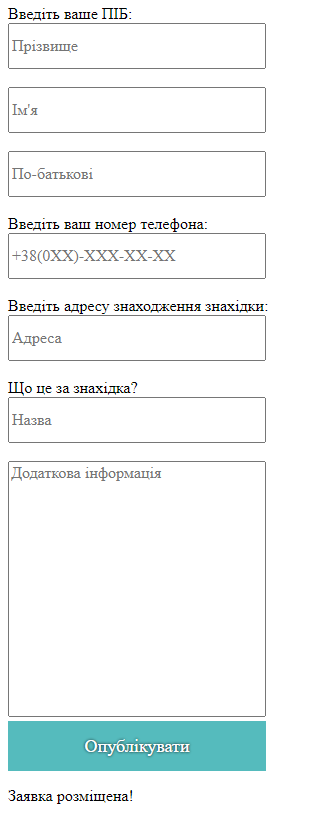 Введіть ваше ПІБ:
Прізвище
Ім'я
По-батькові
Введіть ваш номер телефона:
+38(0XX)-XXX-XX-XX
Введіть адресу знаходження знахідки:
Адреса
Що це за знахідка?
Назва
Додаткова інформація
Опублікувати
Заявка розміщена!